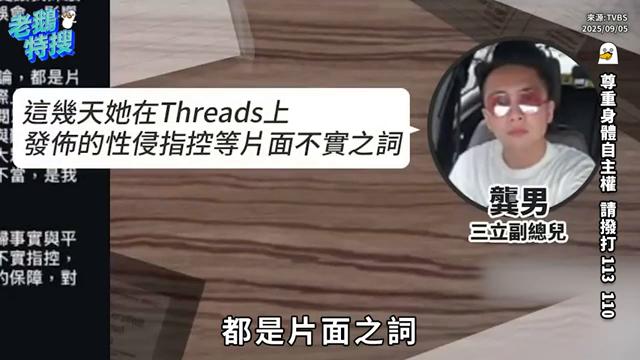 老鵝
特搜
來源:TVBS
2025/09/05
尊重身體自主權 請撥打 113 110
論，都是片
不當，是我
歸事實與平
不實指控，
的保障，對
這幾天她在Threads上
發佈的性侵指控等片面不實之詞
龔男
三立副總兒
都是片面之詞